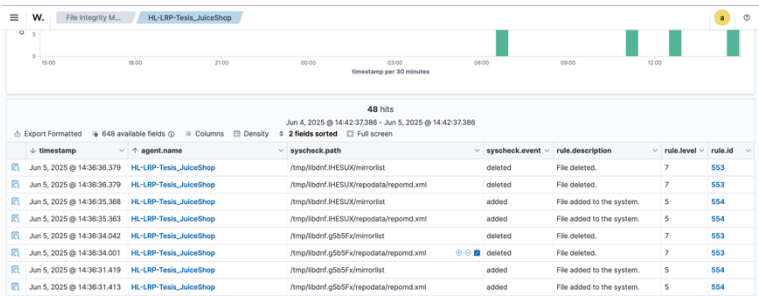 W. File Integrity M... HL-LRP-Tesis_JuiceShop a
5
0
15:00 18:00 21:00 00:00 03:00 06:00 09:00 12:00
timestamp per 30 minutes
48 hits
Jun 4, 2025 @ 14:42:37.386 - Jun 5, 2025 @ 14:42:37.386
Export Formatted 648 available fields Columns Density 2 fields sorted Full screen
timestamp agent.name syscheck.path syscheck.event rule.description rule.level rule.id
Jun 5, 2025 @ 14:36:36.379 HL-LRP-Tesis_JuiceShop /tmp/libdnf.IHESUX/mirrorlist deleted File deleted. 7 553
Jun 5, 2025 @ 14:36:36.379 HL-LRP-Tesis_JuiceShop /tmp/libdnf.IHESUX/repodata/repomd.xml deleted File deleted. 7 553
Jun 5, 2025 @ 14:36:35.368 HL-LRP-Tesis_JuiceShop /tmp/libdnf.IHESUX/mirrorlist added File added to the system. 5 554
Jun 5, 2025 @ 14:36:35.363 HL-LRP-Tesis_JuiceShop /tmp/libdnf.IHESUX/repodata/repomd.xml added File added to the system. 5 554
Jun 5, 2025 @ 14:36:34.042 HL-LRP-Tesis_JuiceShop /tmp/libdnf.g5b5Fx/mirrorlist deleted File deleted. 7 553
Jun 5, 2025 @ 14:36:34.001 HL-LRP-Tesis_JuiceShop /tmp/libdnf.g5b5Fx/repodata/repomd.xml deleted File deleted. 7 553
Jun 5, 2025 @ 14:36:31.419 HL-LRP-Tesis_JuiceShop /tmp/libdnf.g5b5Fx/mirrorlist added File added to the system. 5 554
Jun 5, 2025 @ 14:36:31.413 HL-LRP-Tesis_JuiceShop /tmp/libdnf.g5b5Fx/repodata/repomd.xml added File added to the system. 5 554